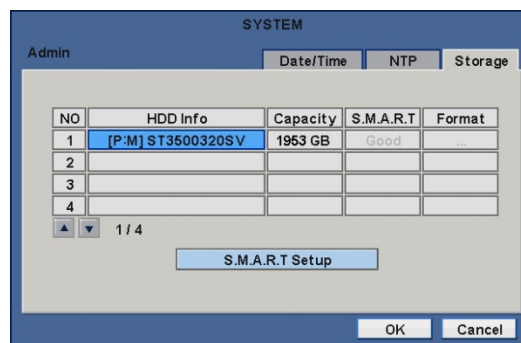 SYSTEM
Admin
Date/Time NTP Storage
NO HDD Info Capacity S.M.A.R.T Format
1 [P:M] ST3500320SV 1953 GB Good ...
2
3
4
1 / 4
S.M.A.R.T Setup
OK Cancel